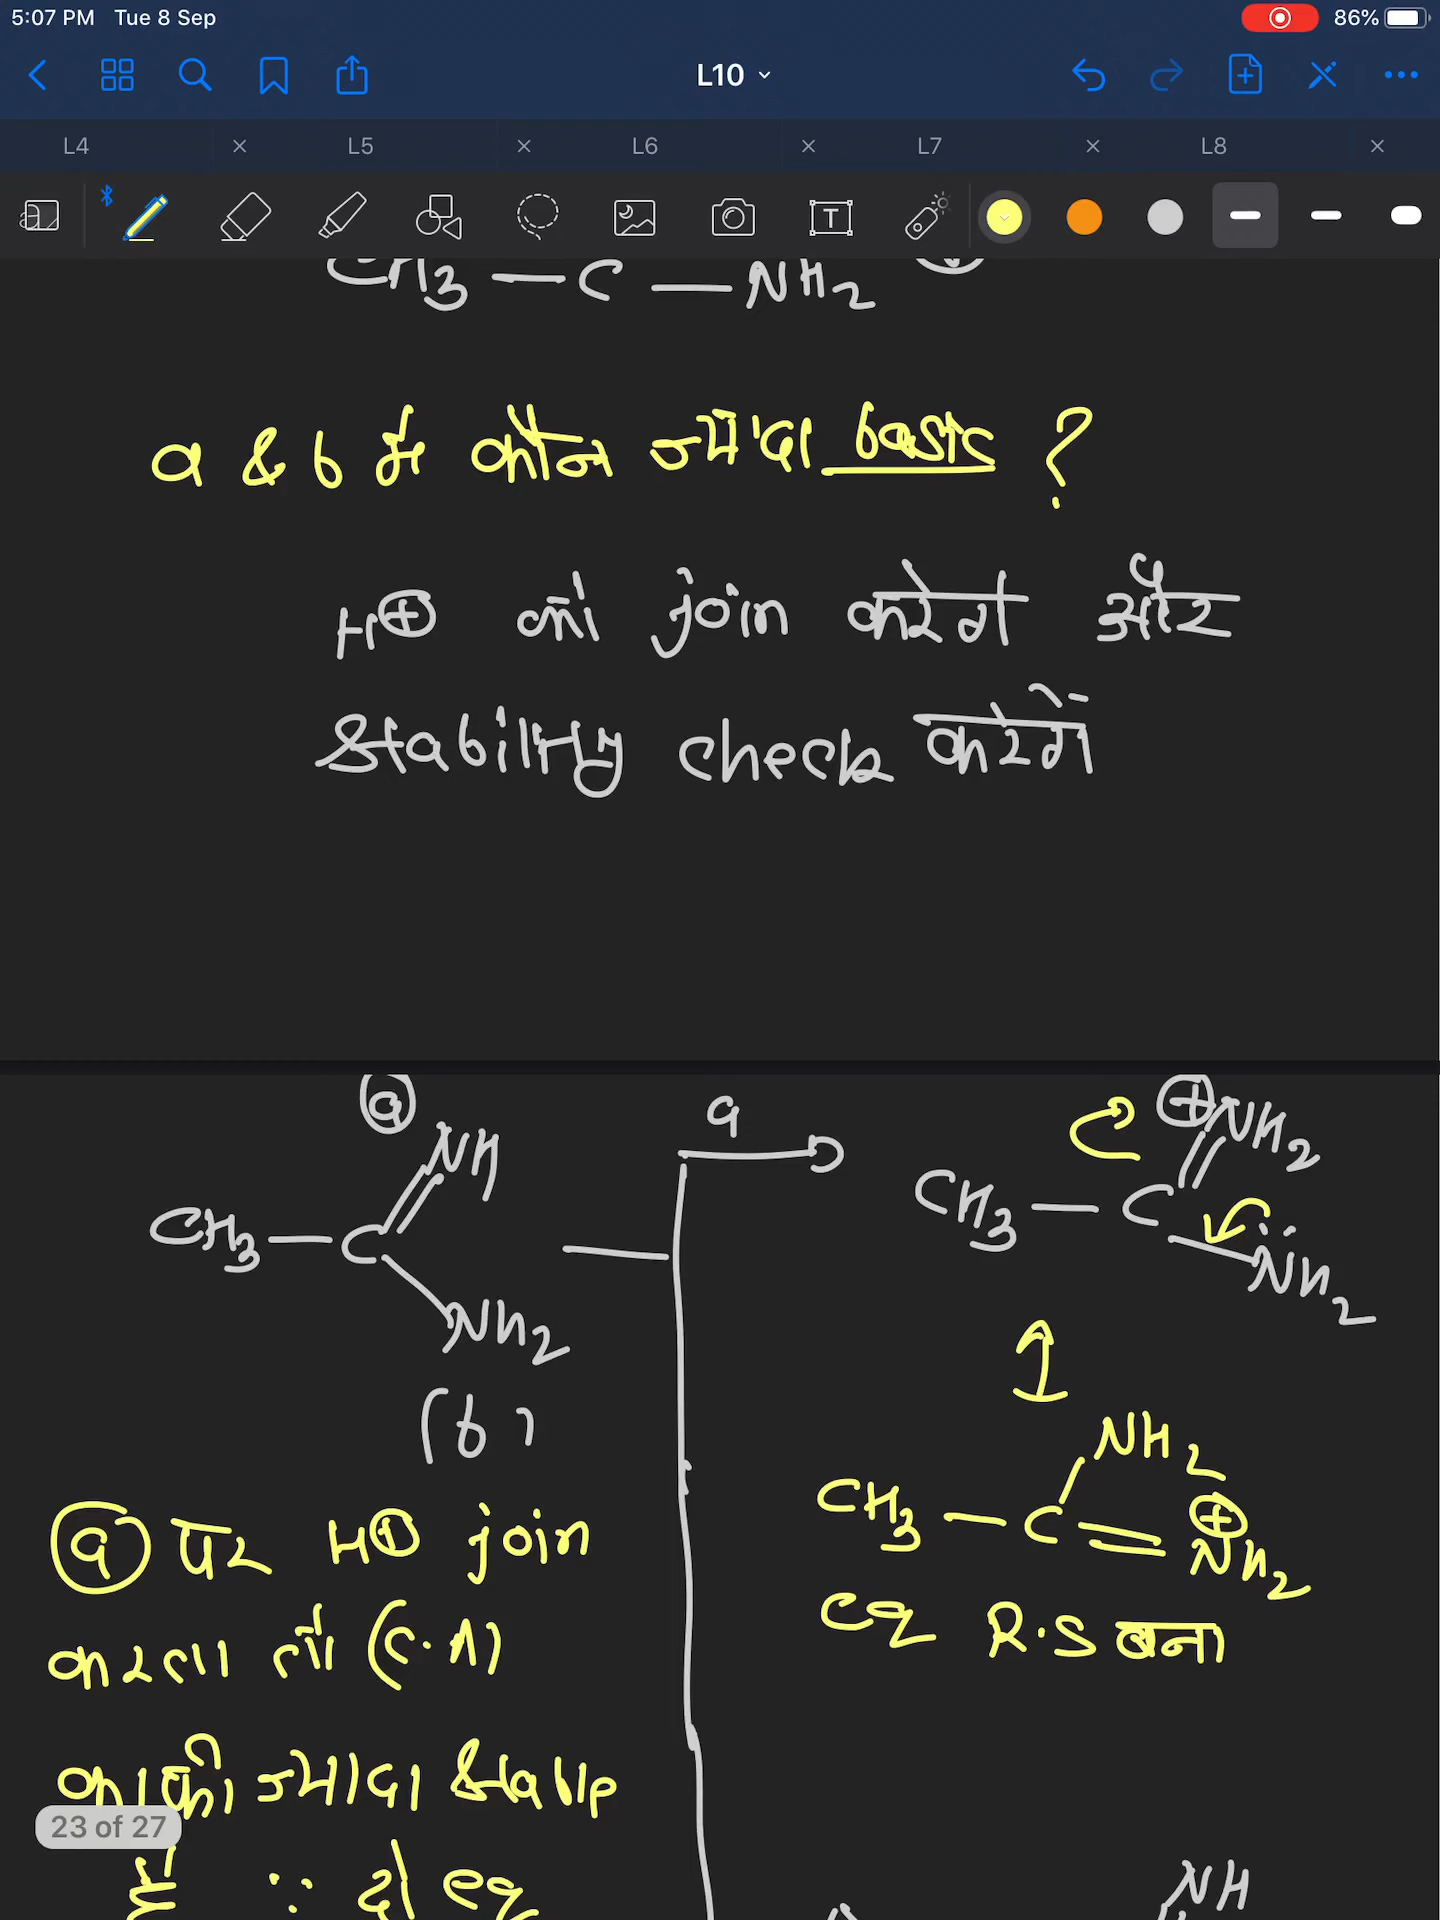 5:07 PM Tue 8 Sep 86%
L10
L4 L5 L6 L7 L8
T
CH3 — C — NH2
a & b में कौन ज्यादा basic ?
H⊕ को join करेंगे और
stability check करेंगे
a
NH
CH3 — C
NH2
(b)
a
⊕NH2
CH3 — C
N̈H2
NH2
CH3 — C = ⊕NH2
eq R.S बना
a पर H⊕ join
करता तो (C.A)
काफी ज्यादा stable
23 of 27
है ∵ दो eq
NH